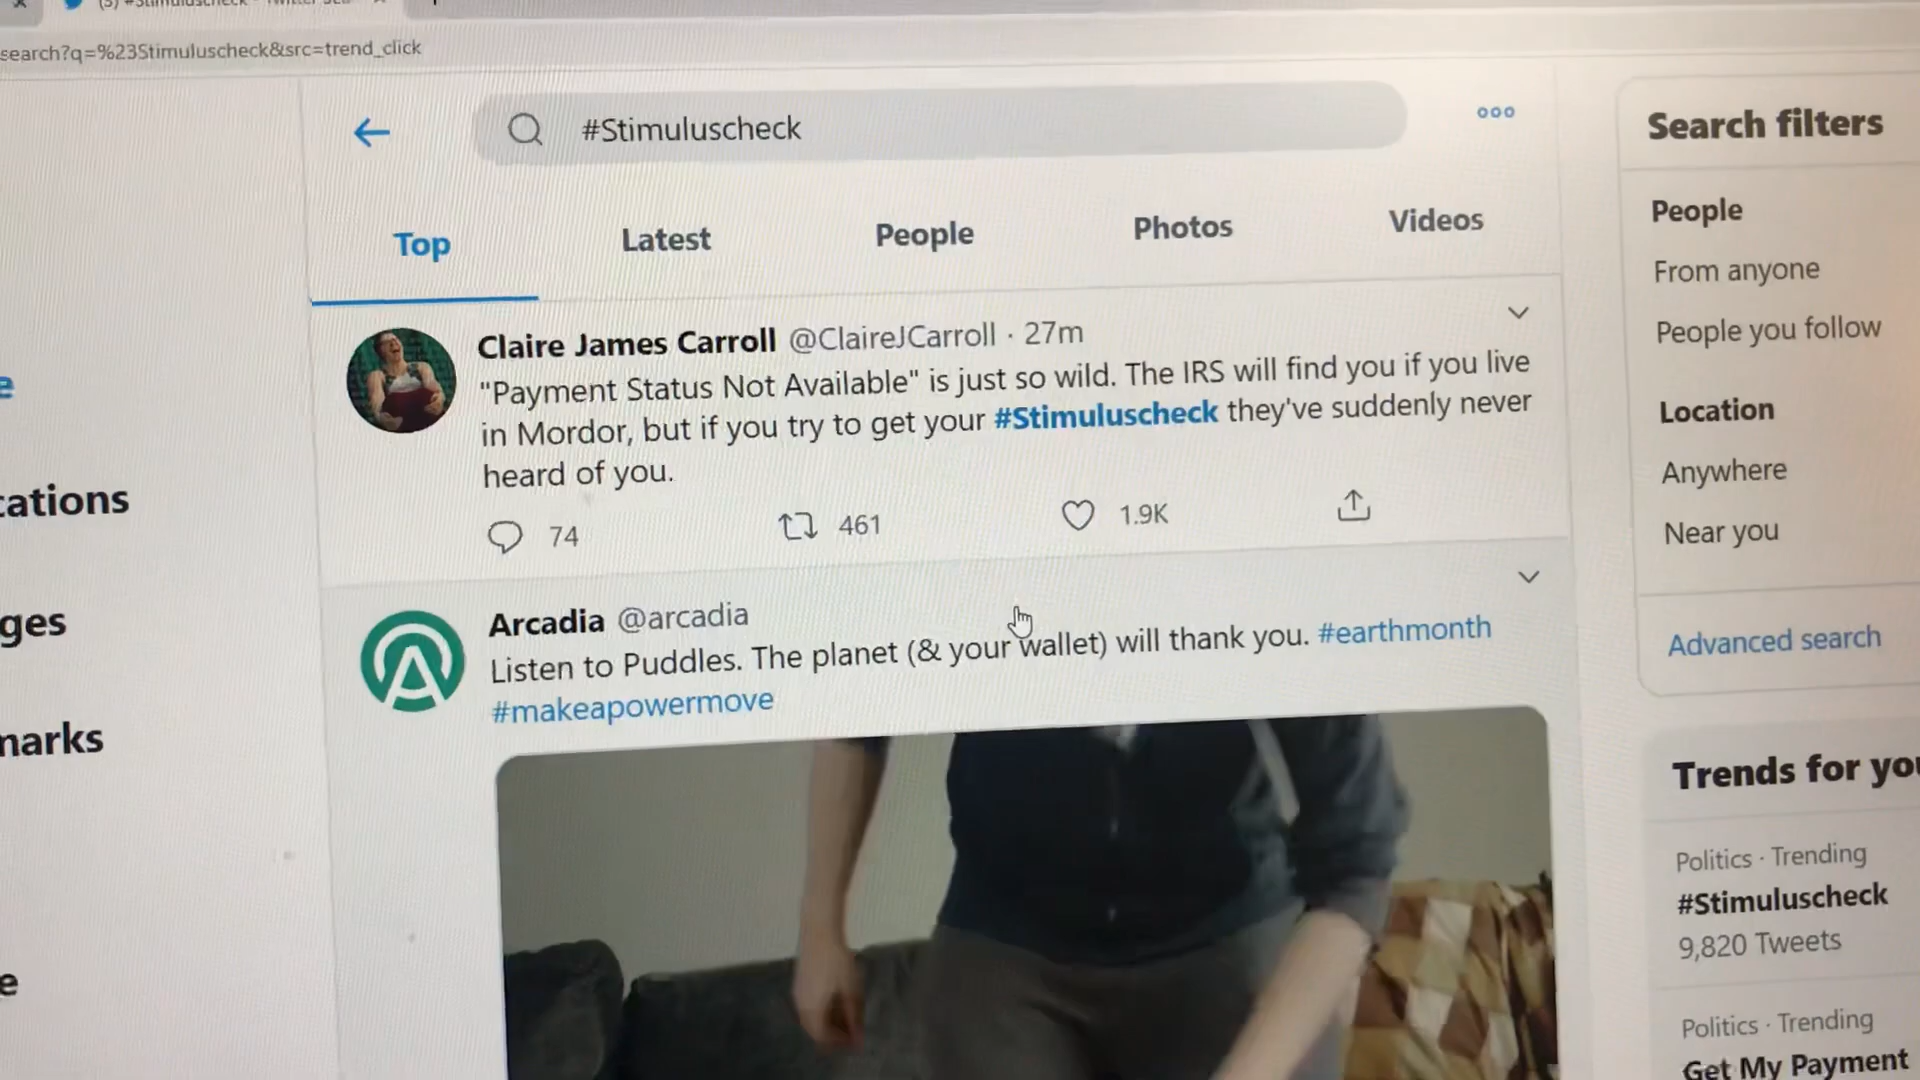 search?q=%23Stimuluscheck&src=trend_click
#Stimuluscheck
Top
Latest
People
Photos
Videos
Claire James Carroll @ClaireJCarroll · 27m
"Payment Status Not Available" is just so wild. The IRS will find you if you live
in Mordor, but if you try to get your #Stimuluscheck they've suddenly never
heard of you.
74
461
1.9K
Arcadia @arcadia
Listen to Puddles. The planet (& your wallet) will thank you. #earthmonth
#makeapowermove
Search filters
People
From anyone
People you follow
Location
Anywhere
Near you
Advanced search
Trends for you
Politics · Trending
#Stimuluscheck
9,820 Tweets
Politics · Trending
Get My Payment
cations
ges
marks
e